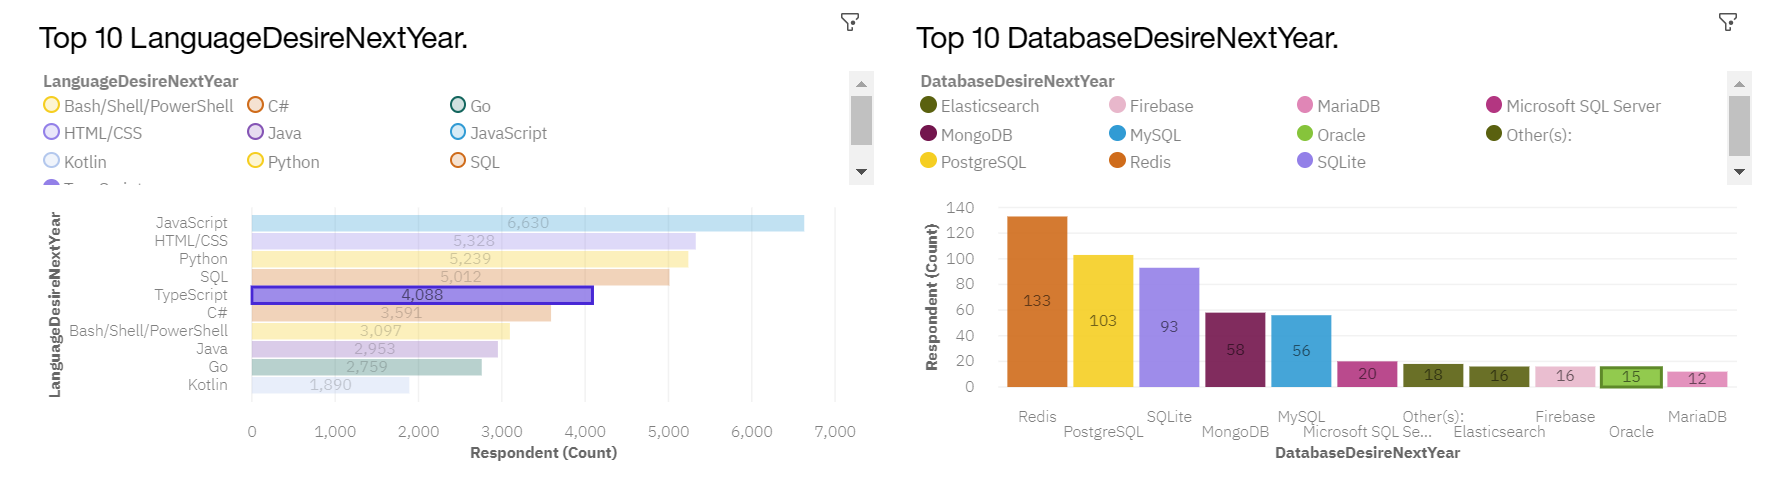 Top 10 LanguageDesireNextYear.
LanguageDesireNextYear
Bash/Shell/PowerShell C# Go
HTML/CSS Java JavaScript
Kotlin Python SQL
TypeScript
LanguageDesireNextYear
JavaScript 6,630
HTML/CSS 5,328
Python 5,239
SQL 5,012
TypeScript 4,088
C# 3,591
Bash/Shell/PowerShell 3,097
Java 2,953
Go 2,759
Kotlin 1,890
0 1,000 2,000 3,000 4,000 5,000 6,000 7,000
Respondent (Count)
Top 10 DatabaseDesireNextYear.
DatabaseDesireNextYear
Elasticsearch Firebase MariaDB Microsoft SQL Server
MongoDB MySQL Oracle Other(s):
PostgreSQL Redis SQLite
Respondent (Count)
140
120
100
80
60
40
20
0
133 103 93 58 56 20 18 16 16 15 12
Redis SQLite MySQL Other(s): Firebase MariaDB
PostgreSQL MongoDB Microsoft SQL Se... Elasticsearch Oracle
DatabaseDesireNextYear